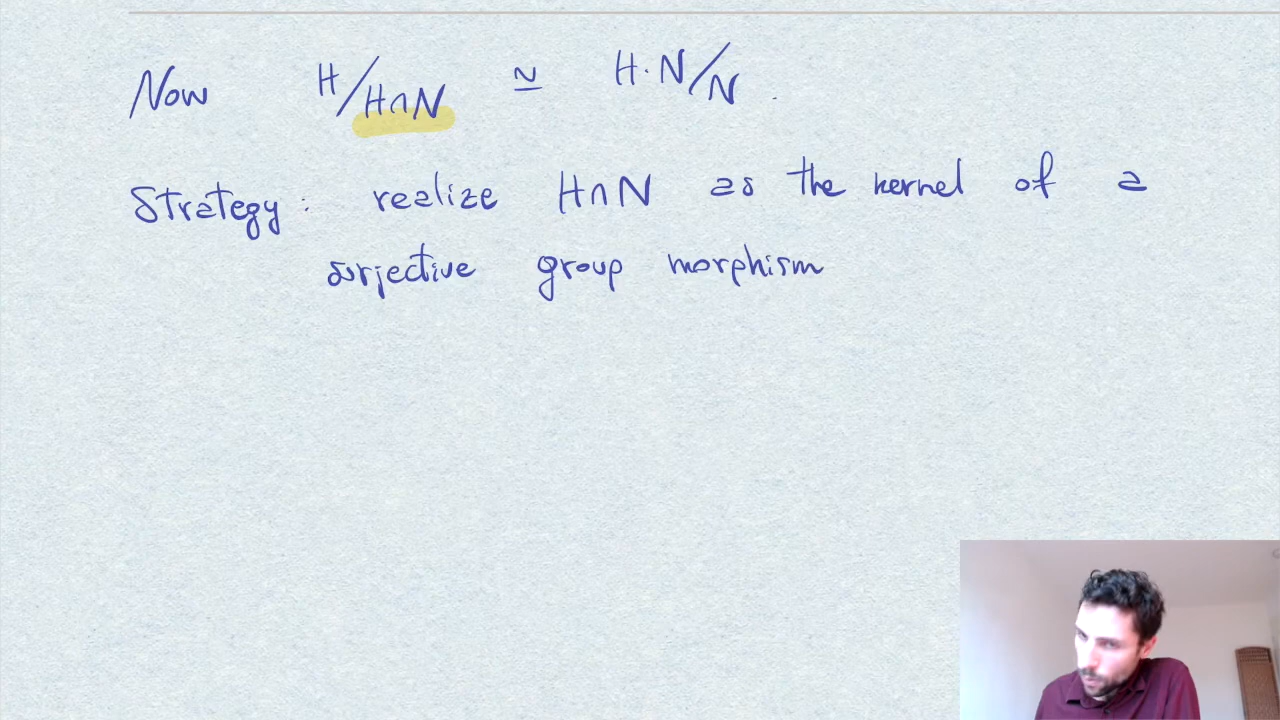 Now H/H∩N ≅ H·N/N.
Strategy: realize H∩N as the kernel of a
surjective group morphism